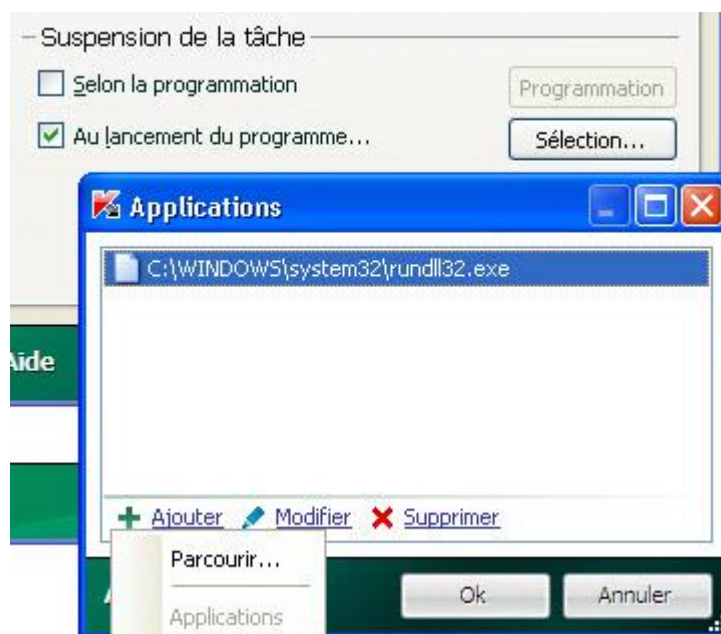 Suspension de la tâche
Selon la programmation
Programmation
Au lancement du programme...
Sélection...
Applications
C:\WINDOWS\system32\rundll32.exe
Aide
Ajouter Modifier Supprimer
Parcourir...
Ok Annuler
Applications